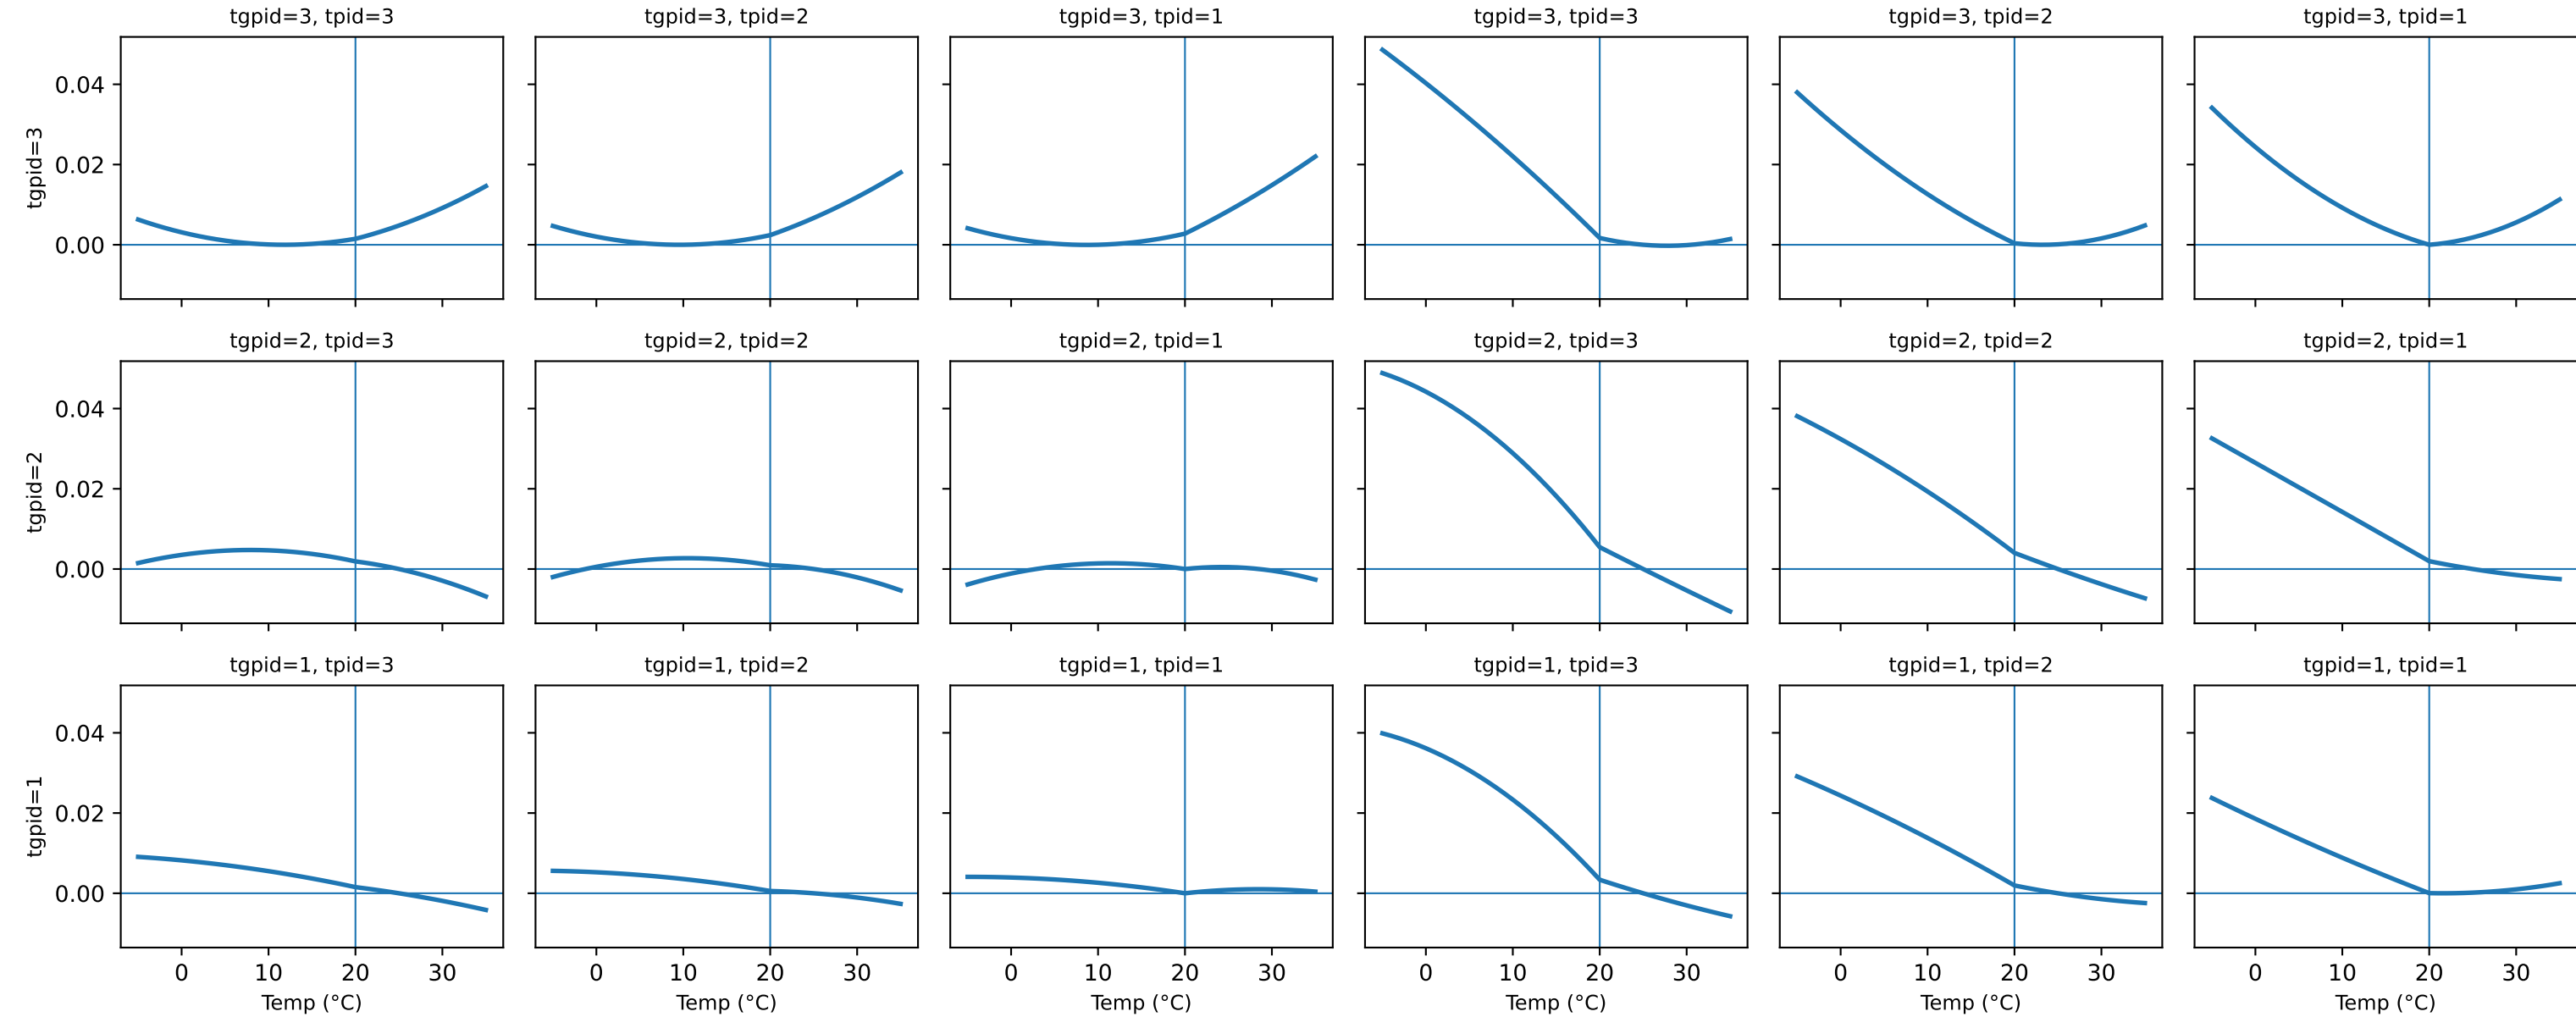 tgpid=3, tpid=3 tgpid=3, tpid=2 tgpid=3, tpid=1 tgpid=3, tpid=3 tgpid=3, tpid=2 tgpid=3, tpid=1
0.04
0.02
0.00
tgpid=3
tgpid=2, tpid=3 tgpid=2, tpid=2 tgpid=2, tpid=1 tgpid=2, tpid=3 tgpid=2, tpid=2 tgpid=2, tpid=1
0.04
0.02
0.00
tgpid=2
tgpid=1, tpid=3 tgpid=1, tpid=2 tgpid=1, tpid=1 tgpid=1, tpid=3 tgpid=1, tpid=2 tgpid=1, tpid=1
0.04
0.02
0.00
tgpid=1
0 10 20 30 0 10 20 30 0 10 20 30 0 10 20 30 0 10 20 30 0 10 20 30
Temp (°C) Temp (°C) Temp (°C) Temp (°C) Temp (°C) Temp (°C)